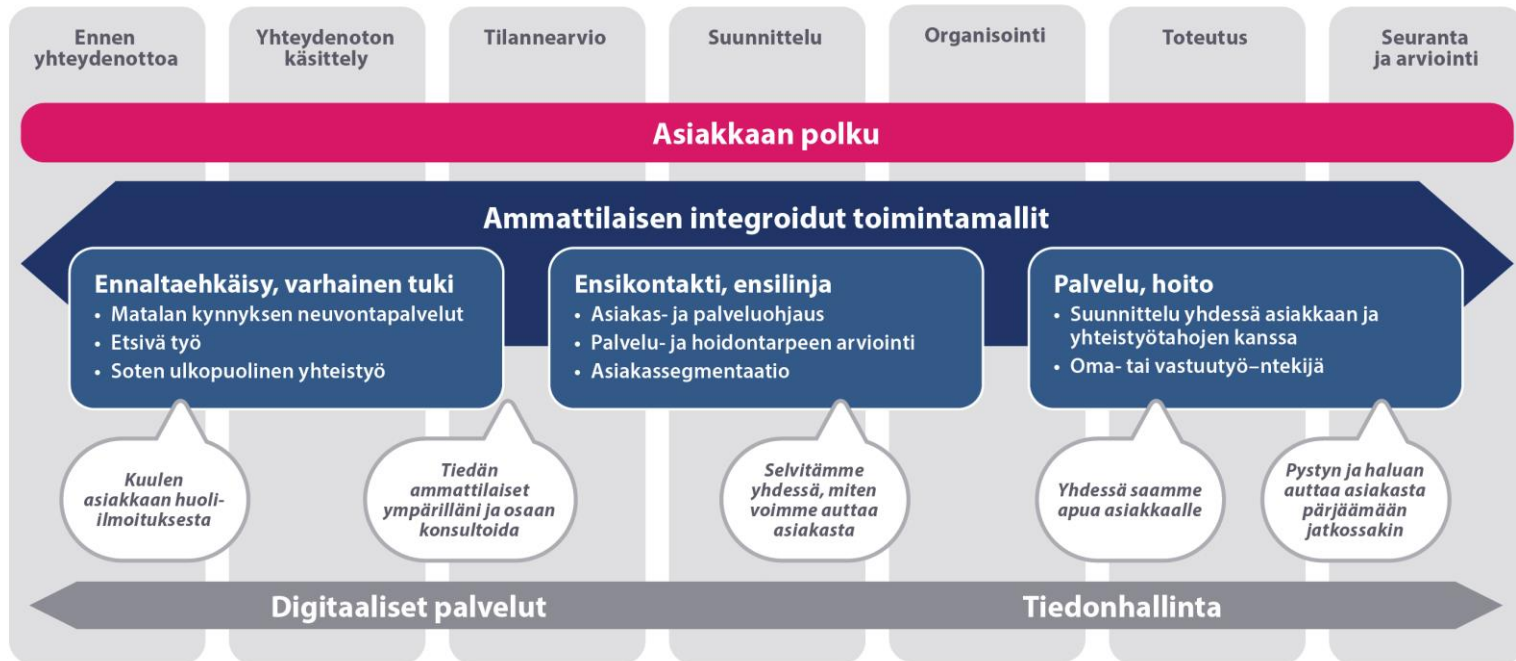 Ennen
yhteydenottoa
Yhteydenoton
käsittely
Tilannearvio
Suunnittelu
Organisointi
Toteutus
Seuranta
ja arviointi
Asiakkaan polku
Ammattilaisen integroidut toimintamallit
Ennaltaehkäisy, varhainen tuki
• Matalan kynnyksen neuvontapalvelut
• Etsivä työ
• Soten ulkopuolinen yhteistyö
Ensikontakti, ensilinja
• Asiakas- ja palveluohjaus
• Palvelu- ja hoidontarpeen arviointi
• Asiakassegmentaatio
Palvelu, hoito
• Suunnittelu yhdessä asiakkaan ja
yhteistyötahojen kanssa
• Oma- tai vastuutyö–ntekijä
Kuulen
asiakkaan huoli-
ilmoituksesta
Tiedän
ammattilaiset
ympärilläni ja osaan
konsultoida
Selvitämme
yhdessä, miten
voimme auttaa
asiakasta
Yhdessä saamme
apua asiakkaalle
Pystyn ja haluan
auttaa asiakasta
pärjäämään
jatkossakin
Digitaaliset palvelut
Tiedonhallinta